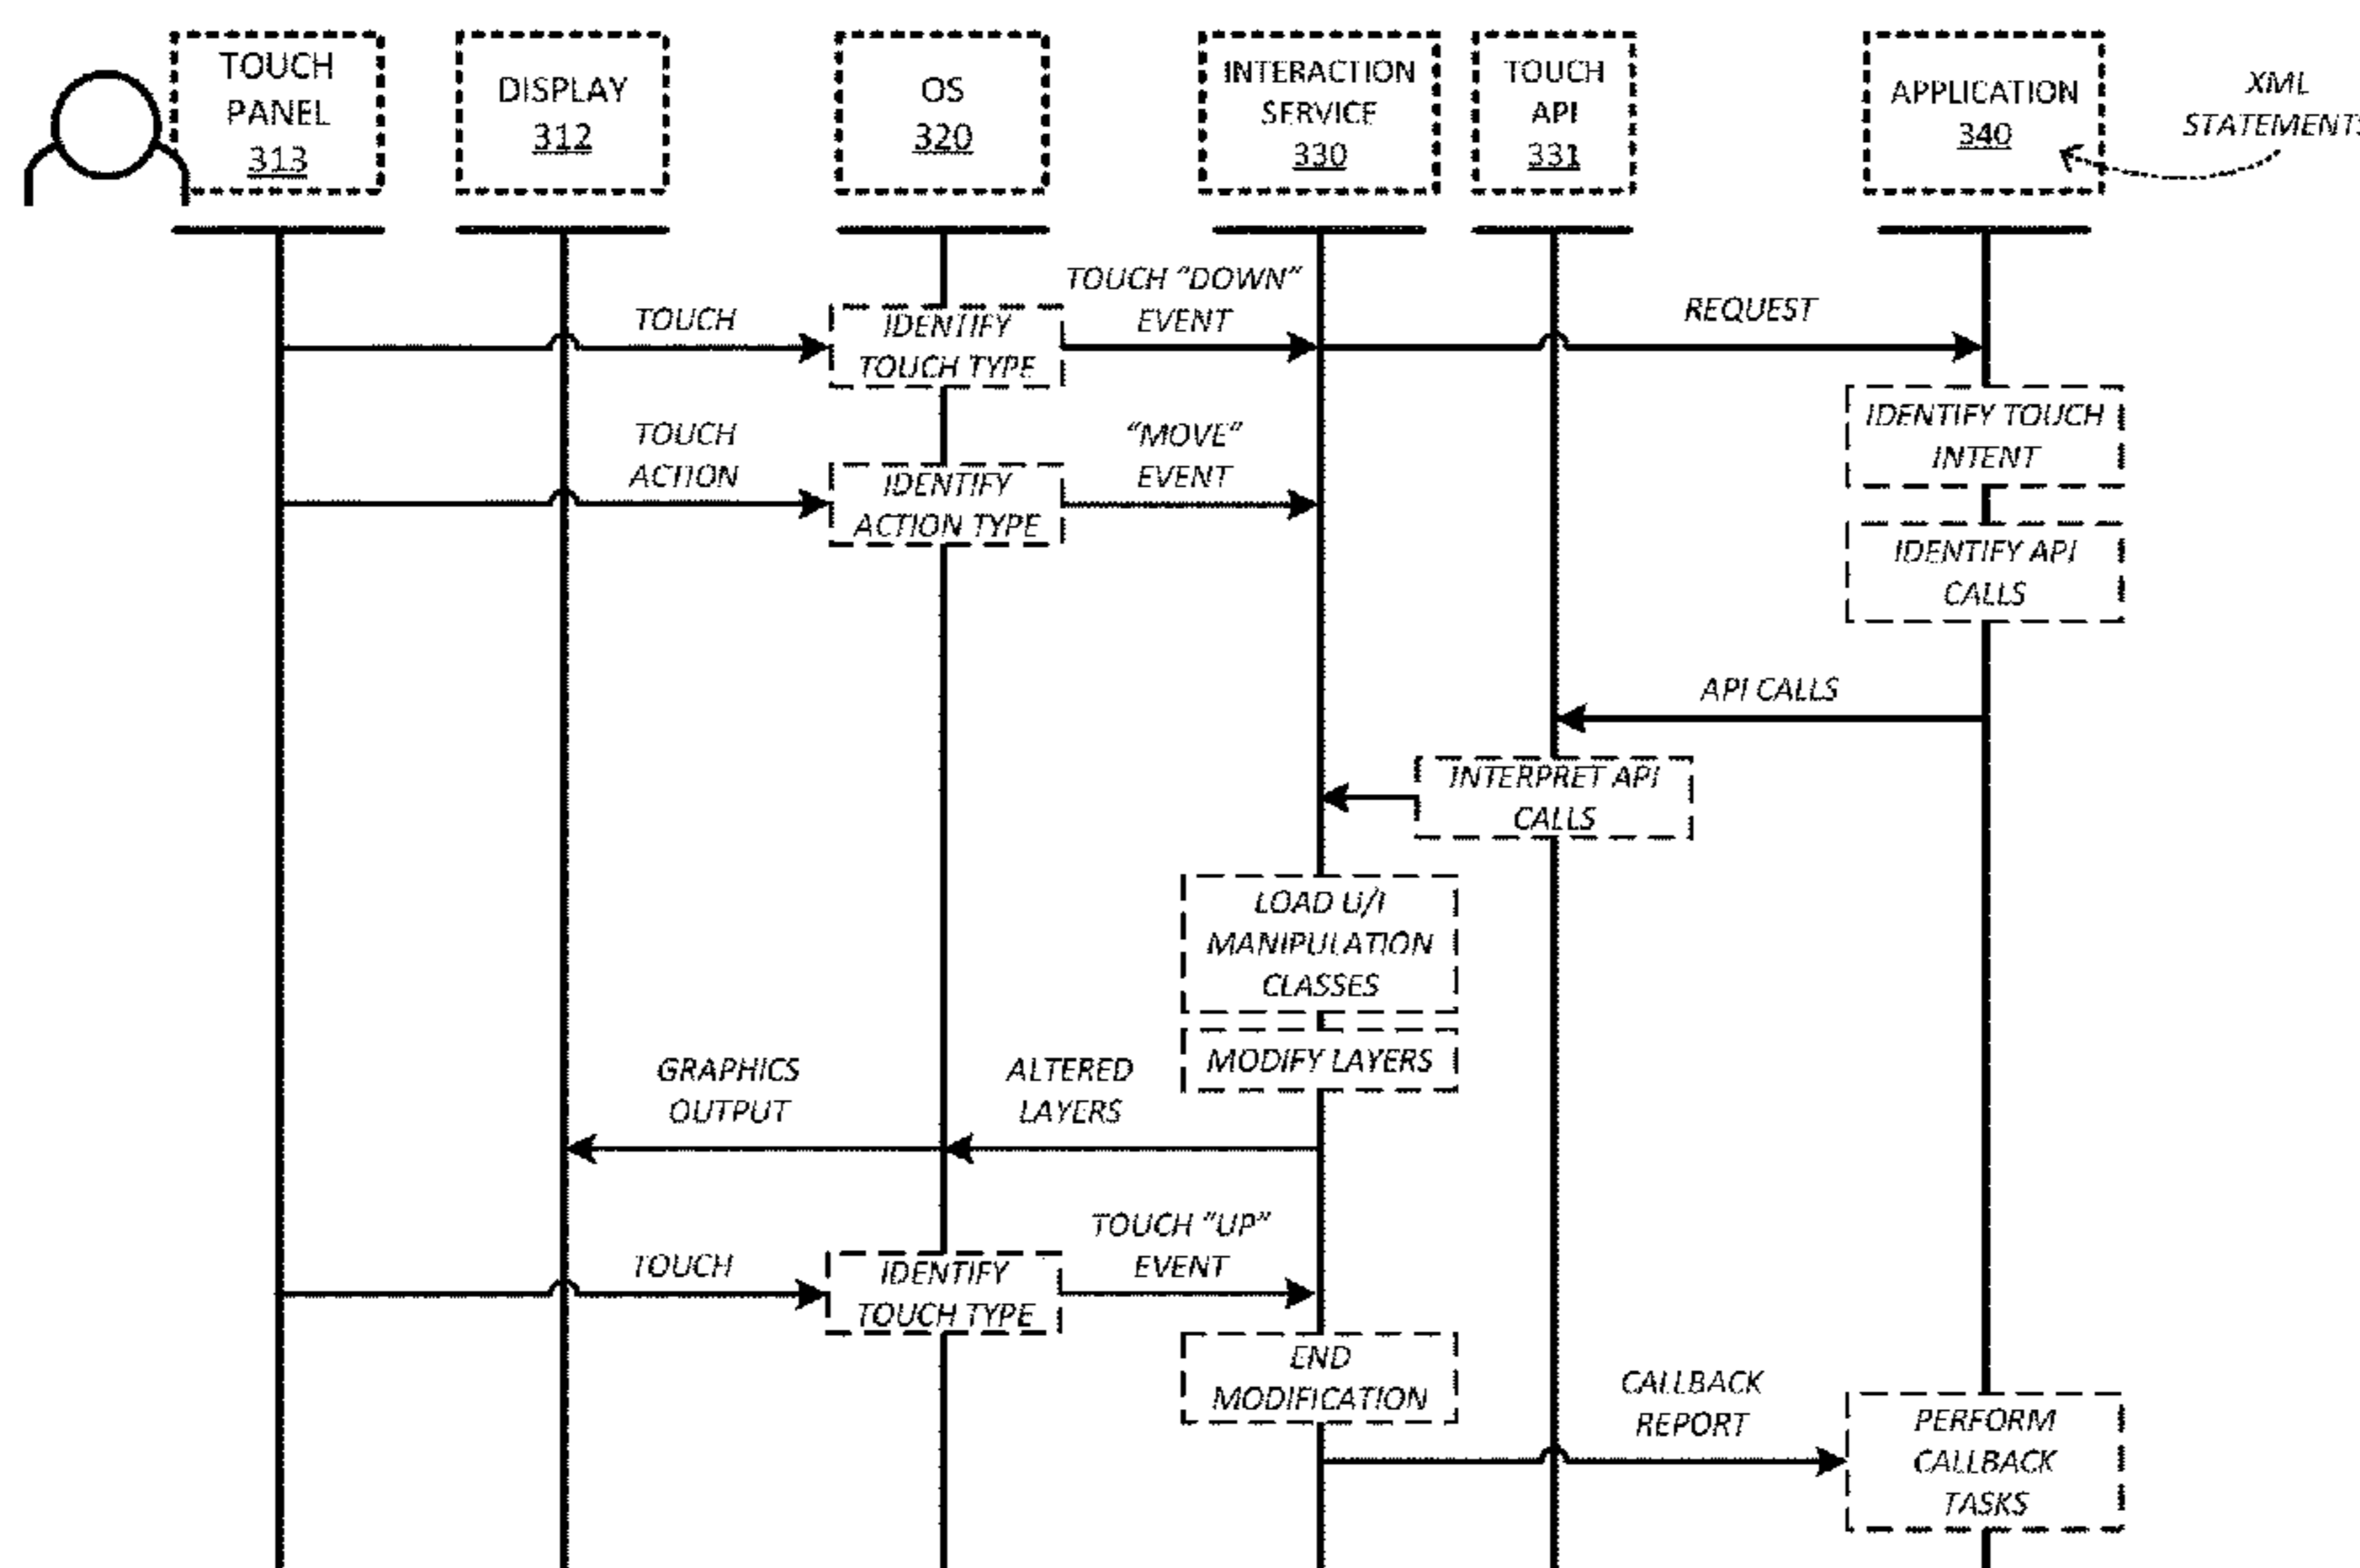 TOUCH
PANEL
313
DISPLAY
312
OS
320
INTERACTION
SERVICE
330
TOUCH
API
331
APPLICATION
340
XML
STATEMENTS
TOUCH
IDENTIFY
TOUCH TYPE
TOUCH “DOWN”
EVENT
REQUEST
IDENTIFY TOUCH
INTENT
TOUCH
ACTION
IDENTIFY
ACTION TYPE
“MOVE”
EVENT
IDENTIFY API
CALLS
API CALLS
INTERPRET API
CALLS
LOAD U/I
MANIPULATION
CLASSES
MODIFY LAYERS
GRAPHICS
OUTPUT
ALTERED
LAYERS
TOUCH
IDENTIFY
TOUCH TYPE
TOUCH “UP”
EVENT
END
MODIFICATION
CALLBACK
REPORT
PERFORM
CALLBACK
TASKS